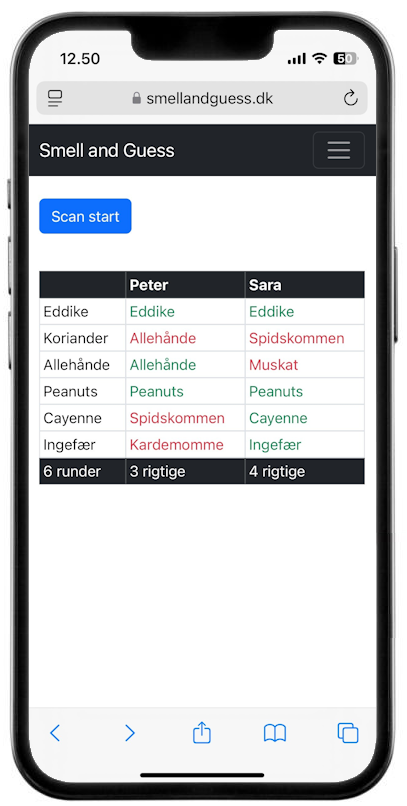 12.50
50
smellandguess.dk
Smell and Guess
Scan start
Peter Sara
Eddike Eddike Eddike
Koriander Allehånde Spidskommen
Allehånde Allehånde Muskat
Peanuts Peanuts Peanuts
Cayenne Spidskommen Cayenne
Ingefær Kardemomme Ingefær
6 runder 3 rigtige 4 rigtige